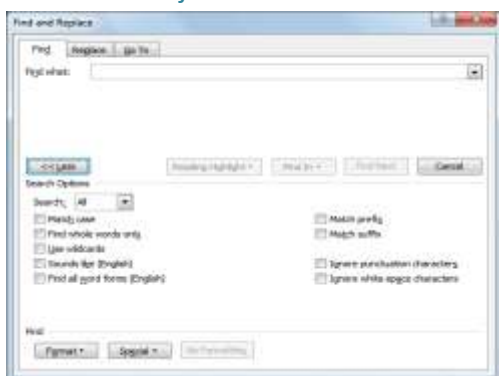 Find and Replace
Find Replace Go To
Find what:
<< Less Reading Highlight Find In Find Next Cancel
Search Options
Search: All
Match case Match prefix
Find whole words only Match suffix
Use wildcards
Sounds like (English) Ignore punctuation characters
Find all word forms (English) Ignore white-space characters
Find
Format Special No Formatting